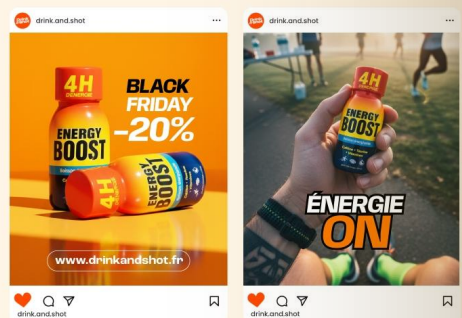 drink.and.shot
4H
D'ÉNERGIE
ENERGY
BOOST
4H
ENERGY
BOOST
BLACK
FRIDAY
-20%
www.drinkandshot.fr
drink.and.shot
drink.and.shot
4H
D'ÉNERGIE
ENERGY
BOOST
ÉNERGIE
ON
drink.and.shot